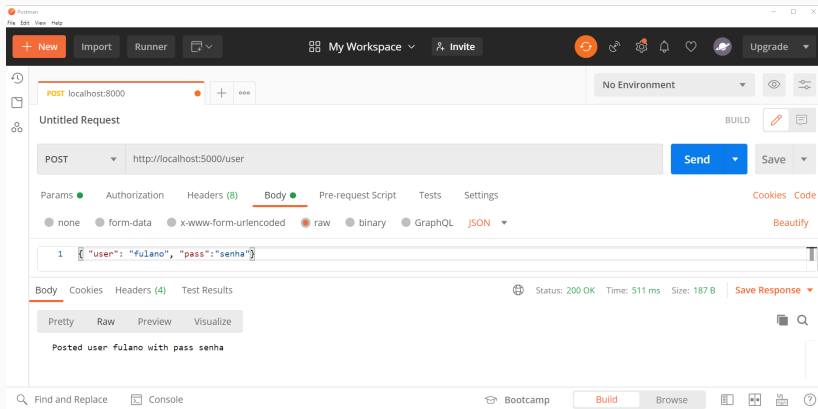 Postman
File Edit View Help
+ New Import Runner My Workspace Invite Upgrade
POST localhost:8000 + ooo No Environment
Untitled Request BUILD
POST http://localhost:5000/user Send Save
Params Authorization Headers (8) Body Pre-request Script Tests Settings Cookies Code
none form-data x-www-form-urlencoded raw binary GraphQL JSON Beautify
1 { "user": "fulano", "pass":"senha"}
Body Cookies Headers (4) Test Results Status: 200 OK Time: 511 ms Size: 187 B Save Response
Pretty Raw Preview Visualize
Posted user fulano with pass senha
Find and Replace Console Bootcamp Build Browse